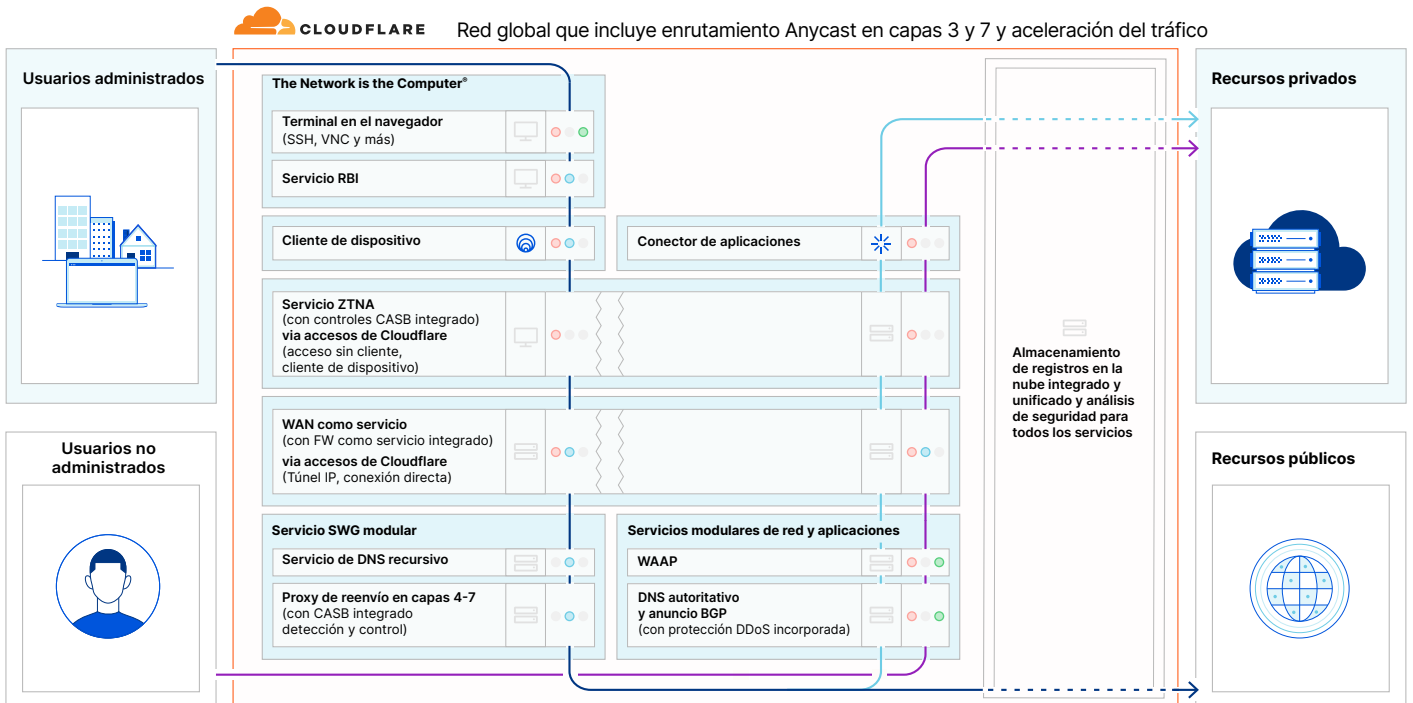 CLOUDFLARE
Red global que incluye enrutamiento Anycast en capas 3 y 7 y aceleración del tráfico
Usuarios administrados
Usuarios no
administrados
The Network is the Computer®
Terminal en el navegador
(SSH, VNC y más)
Servicio RBI
Cliente de dispositivo
Conector de aplicaciones
Servicio ZTNA
(con controles CASB integrado)
via accesos de Cloudflare
(acceso sin cliente,
cliente de dispositivo)
WAN como servicio
(con FW como servicio integrado)
via accesos de Cloudflare
(Túnel IP, conexión directa)
Servicio SWG modular
Servicio de DNS recursivo
Proxy de reenvío en capas 4-7
(con CASB integrado
detección y control)
Servicios modulares de red y aplicaciones
WAAP
DNS autoritativo
y anuncio BGP
(con protección DDoS incorporada)
Almacenamiento
de registros en la
nube integrado y
unificado y análisis
de seguridad para
todos los servicios
Recursos privados
Recursos públicos